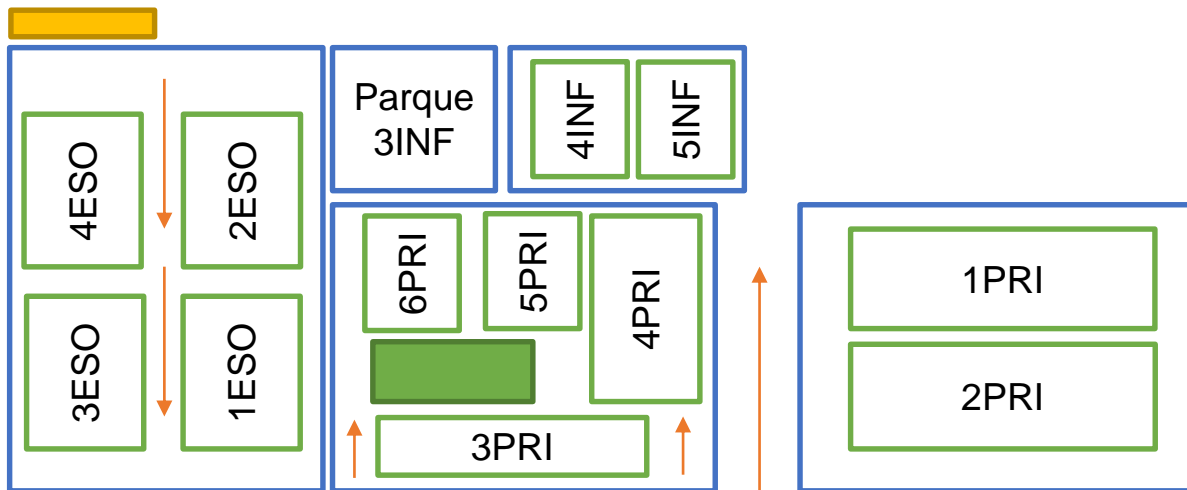 4ESO
2ESO
3ESO
1ESO
Parque
3INF
4INF
5INF
6PRI
5PRI
4PRI
3PRI
1PRI
2PRI